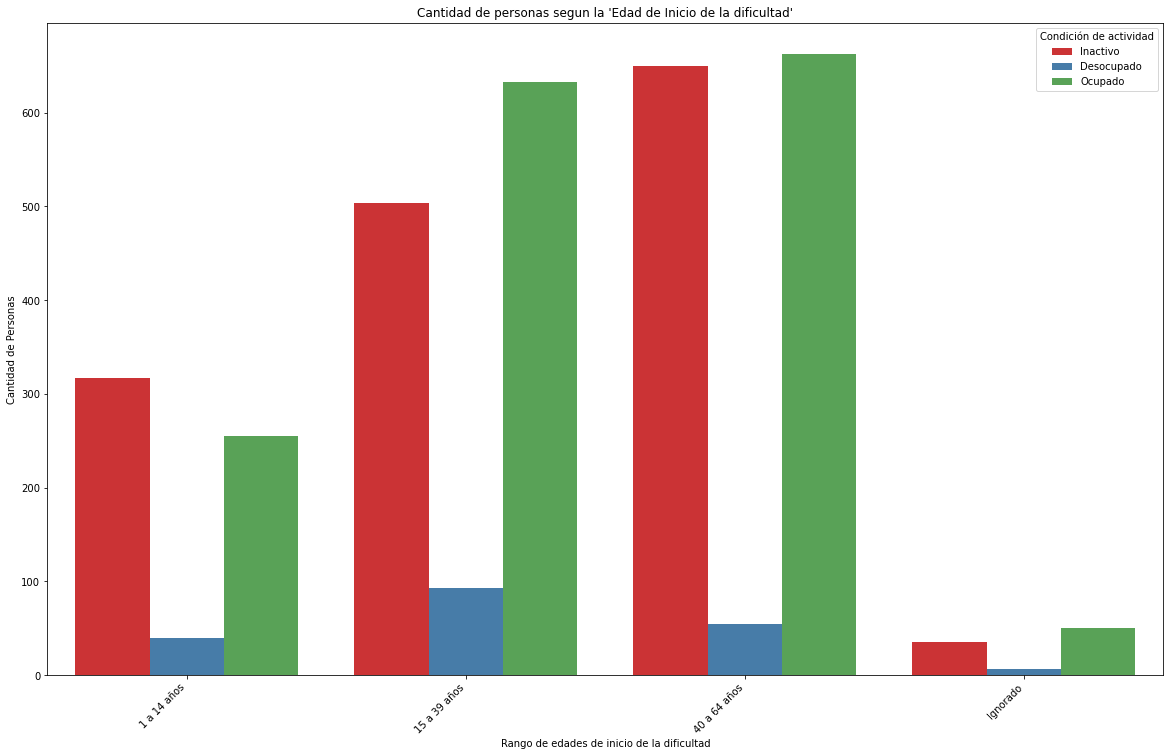 Cantidad de personas segun la 'Edad de Inicio de la dificultad'
Condición de actividad
Inactivo
Desocupado
Ocupado
Cantidad de Personas
600
500
400
300
200
100
0
1 a 14 años
15 a 39 años
40 a 64 años
Ignorado
Rango de edades de inicio de la dificultad